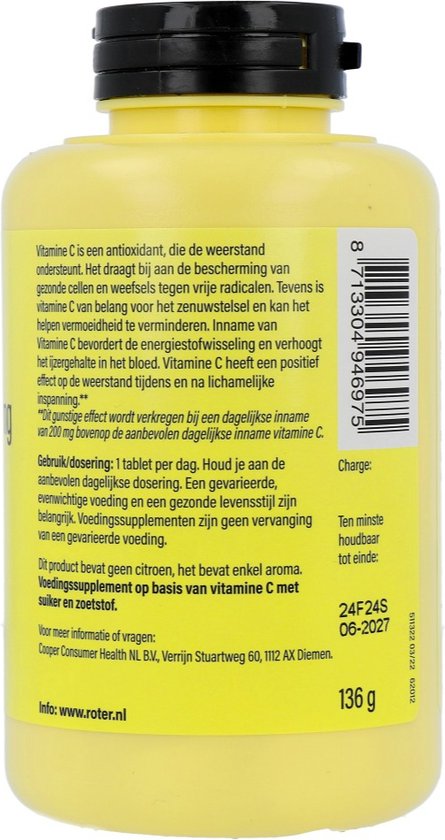 Vitamine C is een antioxidant, die de weerstand
ondersteunt. Het draagt bij aan de bescherming van
gezonde cellen en weefsels tegen vrije radicalen. Tevens is
vitamine C van belang voor het zenuwstelsel en kan het
helpen vermoeidheid te verminderen. Inname van
Vitamine C bevordert de energiestofwisseling en verhoogt
het ijzergehalte in het bloed. Vitamine C heeft een positief
effect op de weerstand tijdens en na lichamelijke
inspanning.**
**Dit gunstige effect wordt verkregen bij een dagelijkse inname
van 200 mg bovenop de aanbevolen dagelijkse inname vitamine C.
Gebruik/dosering: 1 tablet per dag. Houd je aan de
aanbevolen dagelijkse dosering. Een gevarieerde,
evenwichtige voeding en een gezonde levensstijl zijn
belangrijk. Voedingssupplementen zijn geen vervanging
van een gevarieerde voeding.
Dit product bevat geen citroen, het bevat enkel aroma.
Voedingssupplement op basis van vitamine C met
suiker en zoetstof.
Voor meer informatie of vragen:
Cooper Consumer Health NL B.V., Verrijn Stuartweg 60, 1112 AX Diemen.
Info: www.roter.nl
8 713304 946975
Charge:
Ten minste
houdbaar
tot einde:
24F24S
06-2027
136 g
511322 03/22 62012